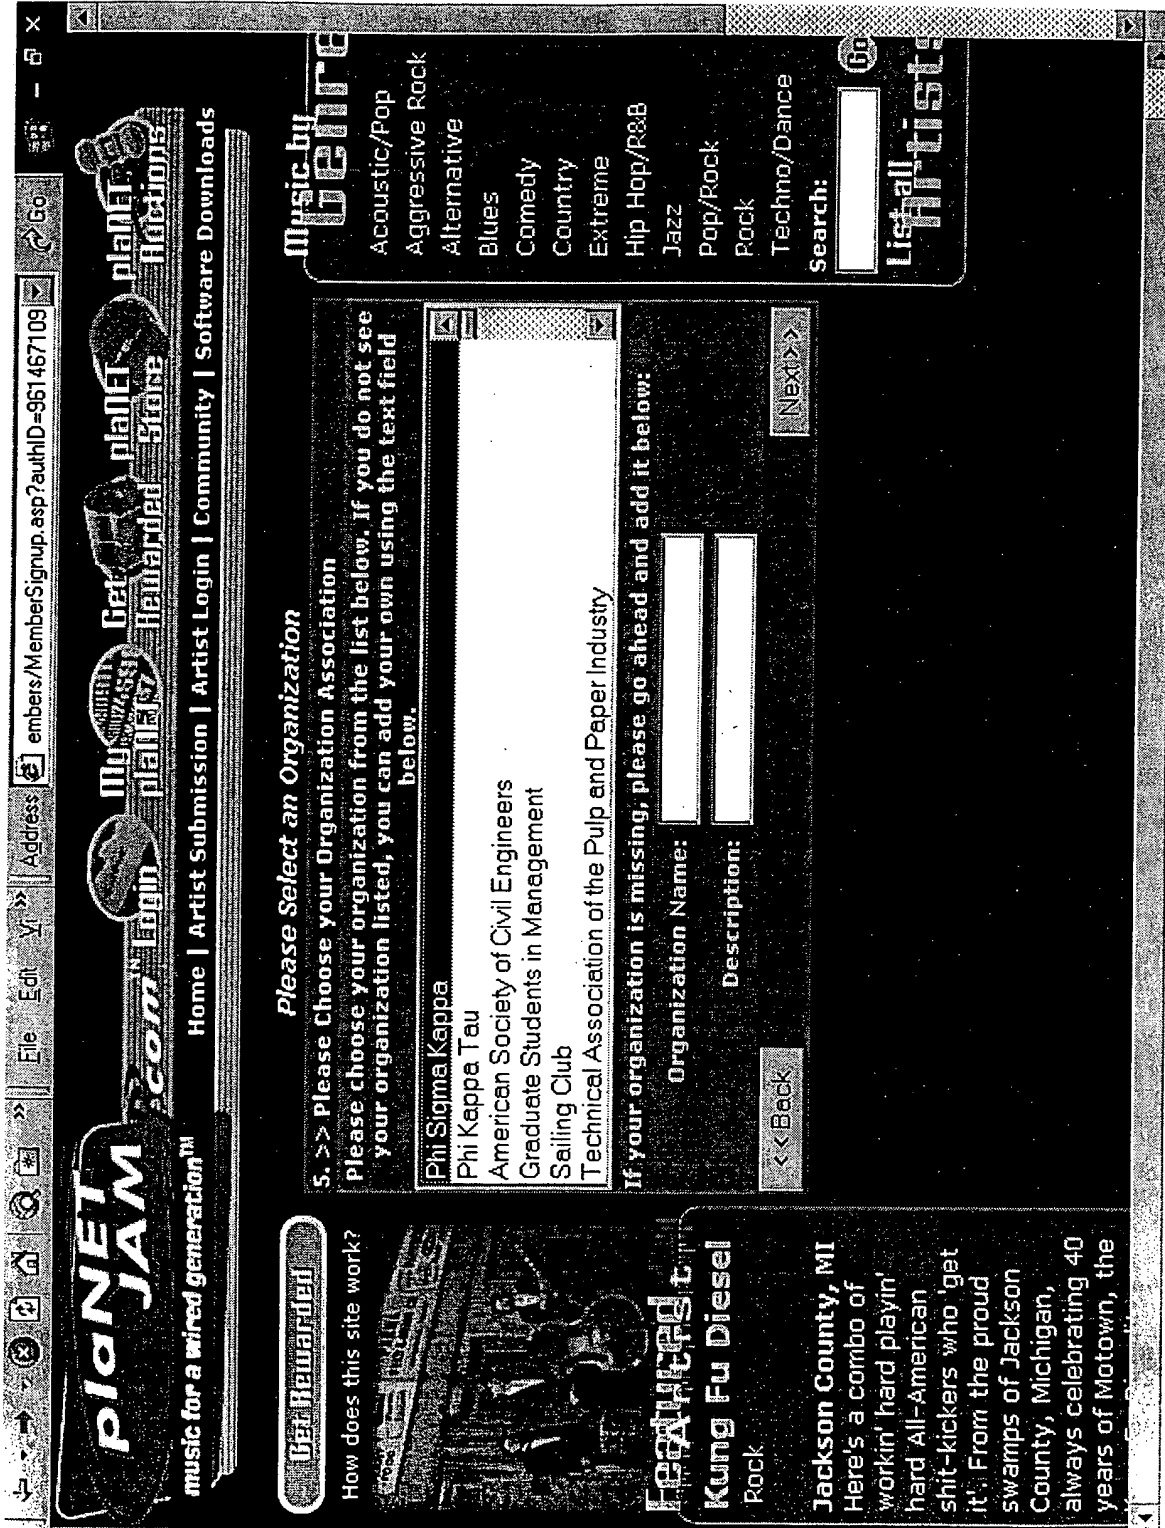 File Edit Vi » Address embers/MemberSignup.asp?authID=961467109 Go
plaNET JAM .com
music for a wired generation™
IN Login
My plaNET
Get Rewarded
plaNET Store
plaNET Auctions
Home | Artist Submission | Artist Login | Community | Software Downloads
Get Rewarded
How does this site work?
Featured Artist
Kung Fu Diesel
Rock
Jackson County, MI
Here's a combo of
workin' hard playin'
hard All-American
shit-kickers who 'get
it'. From the proud
swamps of Jackson
County, Michigan,
always celebrating 40
years of Motown, the
Please Select an Organization
5. >> Please Choose your Organization Association
Please choose your organization from the list below. If you do not see
your organization listed, you can add your own using the text field
below.
Phi Sigma Kappa
Phi Kappa Tau
American Society of Civil Engineers
Graduate Students in Management
Sailing Club
Technical Association of the Pulp and Paper Industry
If your organization is missing, please go ahead and add it below:
Organization Name:
Description:
<< Back
Next >>
Music by
Genre
Acoustic/Pop
Aggressive Rock
Alternative
Blues
Comedy
Country
Extreme
Hip Hop/R&B
Jazz
Pop/Rock
Rock
Techno/Dance
Search:
Go
List all
Artists